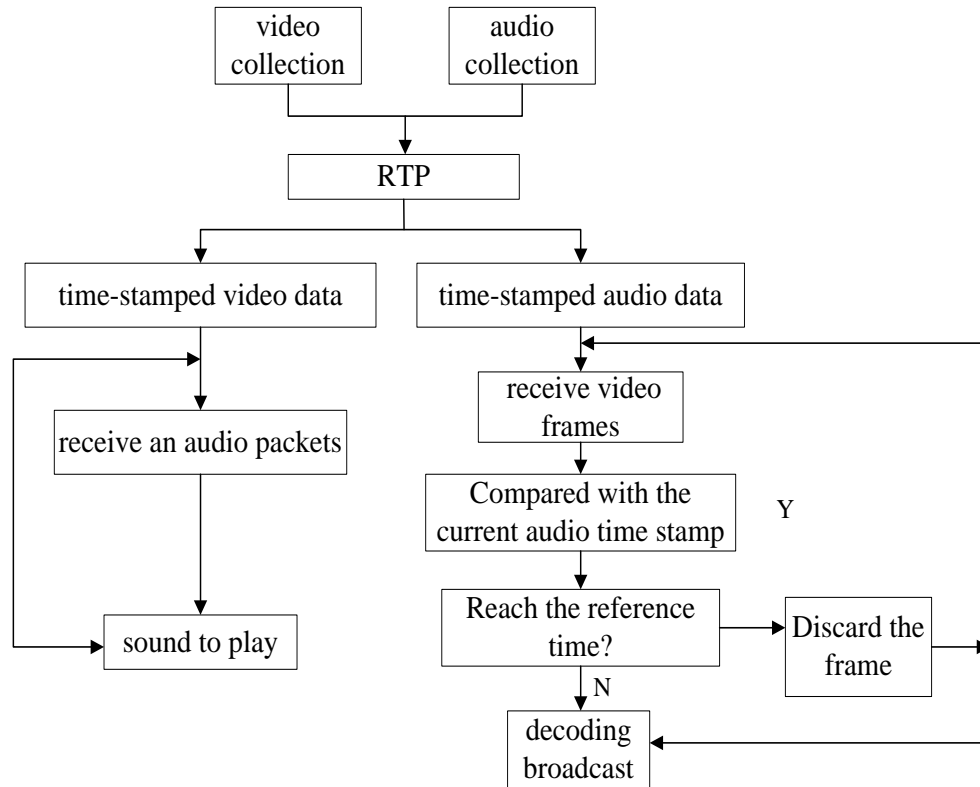 video
collection
audio
collection
RTP
time-stamped video data
time-stamped audio data
receive video
frames
receive an audio packets
Compared with the
current audio time stamp
Y
Reach the reference
time?
Discard the
frame
sound to play
N
decoding
broadcast